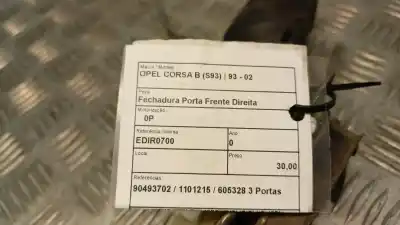 Marca / Modelo
OPEL CORSA B (S93) | 93 - 02
Peça
Fechadura Porta Frente Direita
Motorização
0P
Referência Interna
Ano
EDIR0700
0
Local
Preço
30,00
Referências
90493702 / 1101215 / 605328 3 Portas